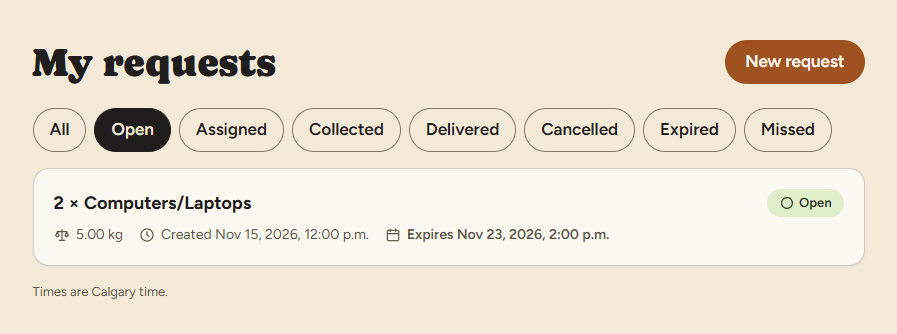 My requests
New request
All Open Assigned Collected Delivered Cancelled Expired Missed
2 × Computers/Laptops
Open
5.00 kg Created Nov 15, 2026, 12:00 p.m. Expires Nov 23, 2026, 2:00 p.m.
Times are Calgary time.